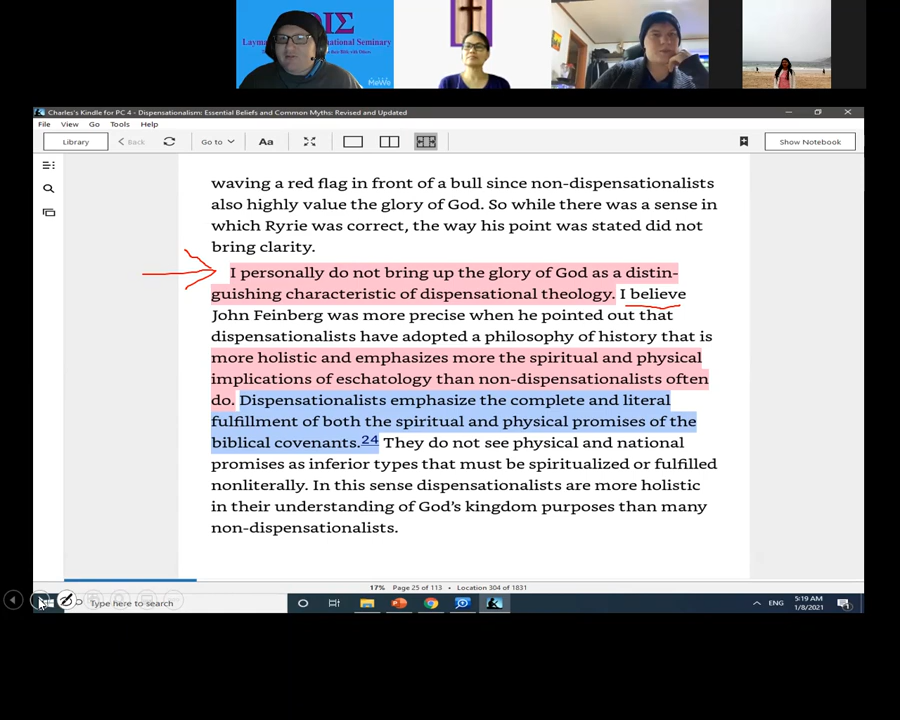 ΟΙΣ
Charles's Kindle for PC 4 - Dispensationalism: Essential Beliefs and Common Myths: Revised and Updated
File View Go Tools Help
Library
Back
Go to
Aa
Show Notebook
waving a red flag in front of a bull since non-dispensationalists
also highly value the glory of God. So while there was a sense in
which Ryrie was correct, the way his point was stated did not
bring clarity.
I personally do not bring up the glory of God as a distin-
guishing characteristic of dispensational theology. I believe
John Feinberg was more precise when he pointed out that
dispensationalists have adopted a philosophy of history that is
more holistic and emphasizes more the spiritual and physical
implications of eschatology than non-dispensationalists often
do. Dispensationalists emphasize the complete and literal
fulfillment of both the spiritual and physical promises of the
biblical covenants.24 They do not see physical and national
promises as inferior types that must be spiritualized or fulfilled
nonliterally. In this sense dispensationalists are more holistic
in their understanding of God's kingdom purposes than many
non-dispensationalists.
17% Page 25 of 113 • Location 304 of 1831
Type here to search
ENG
5:19 AM
1/8/2021
MeWe